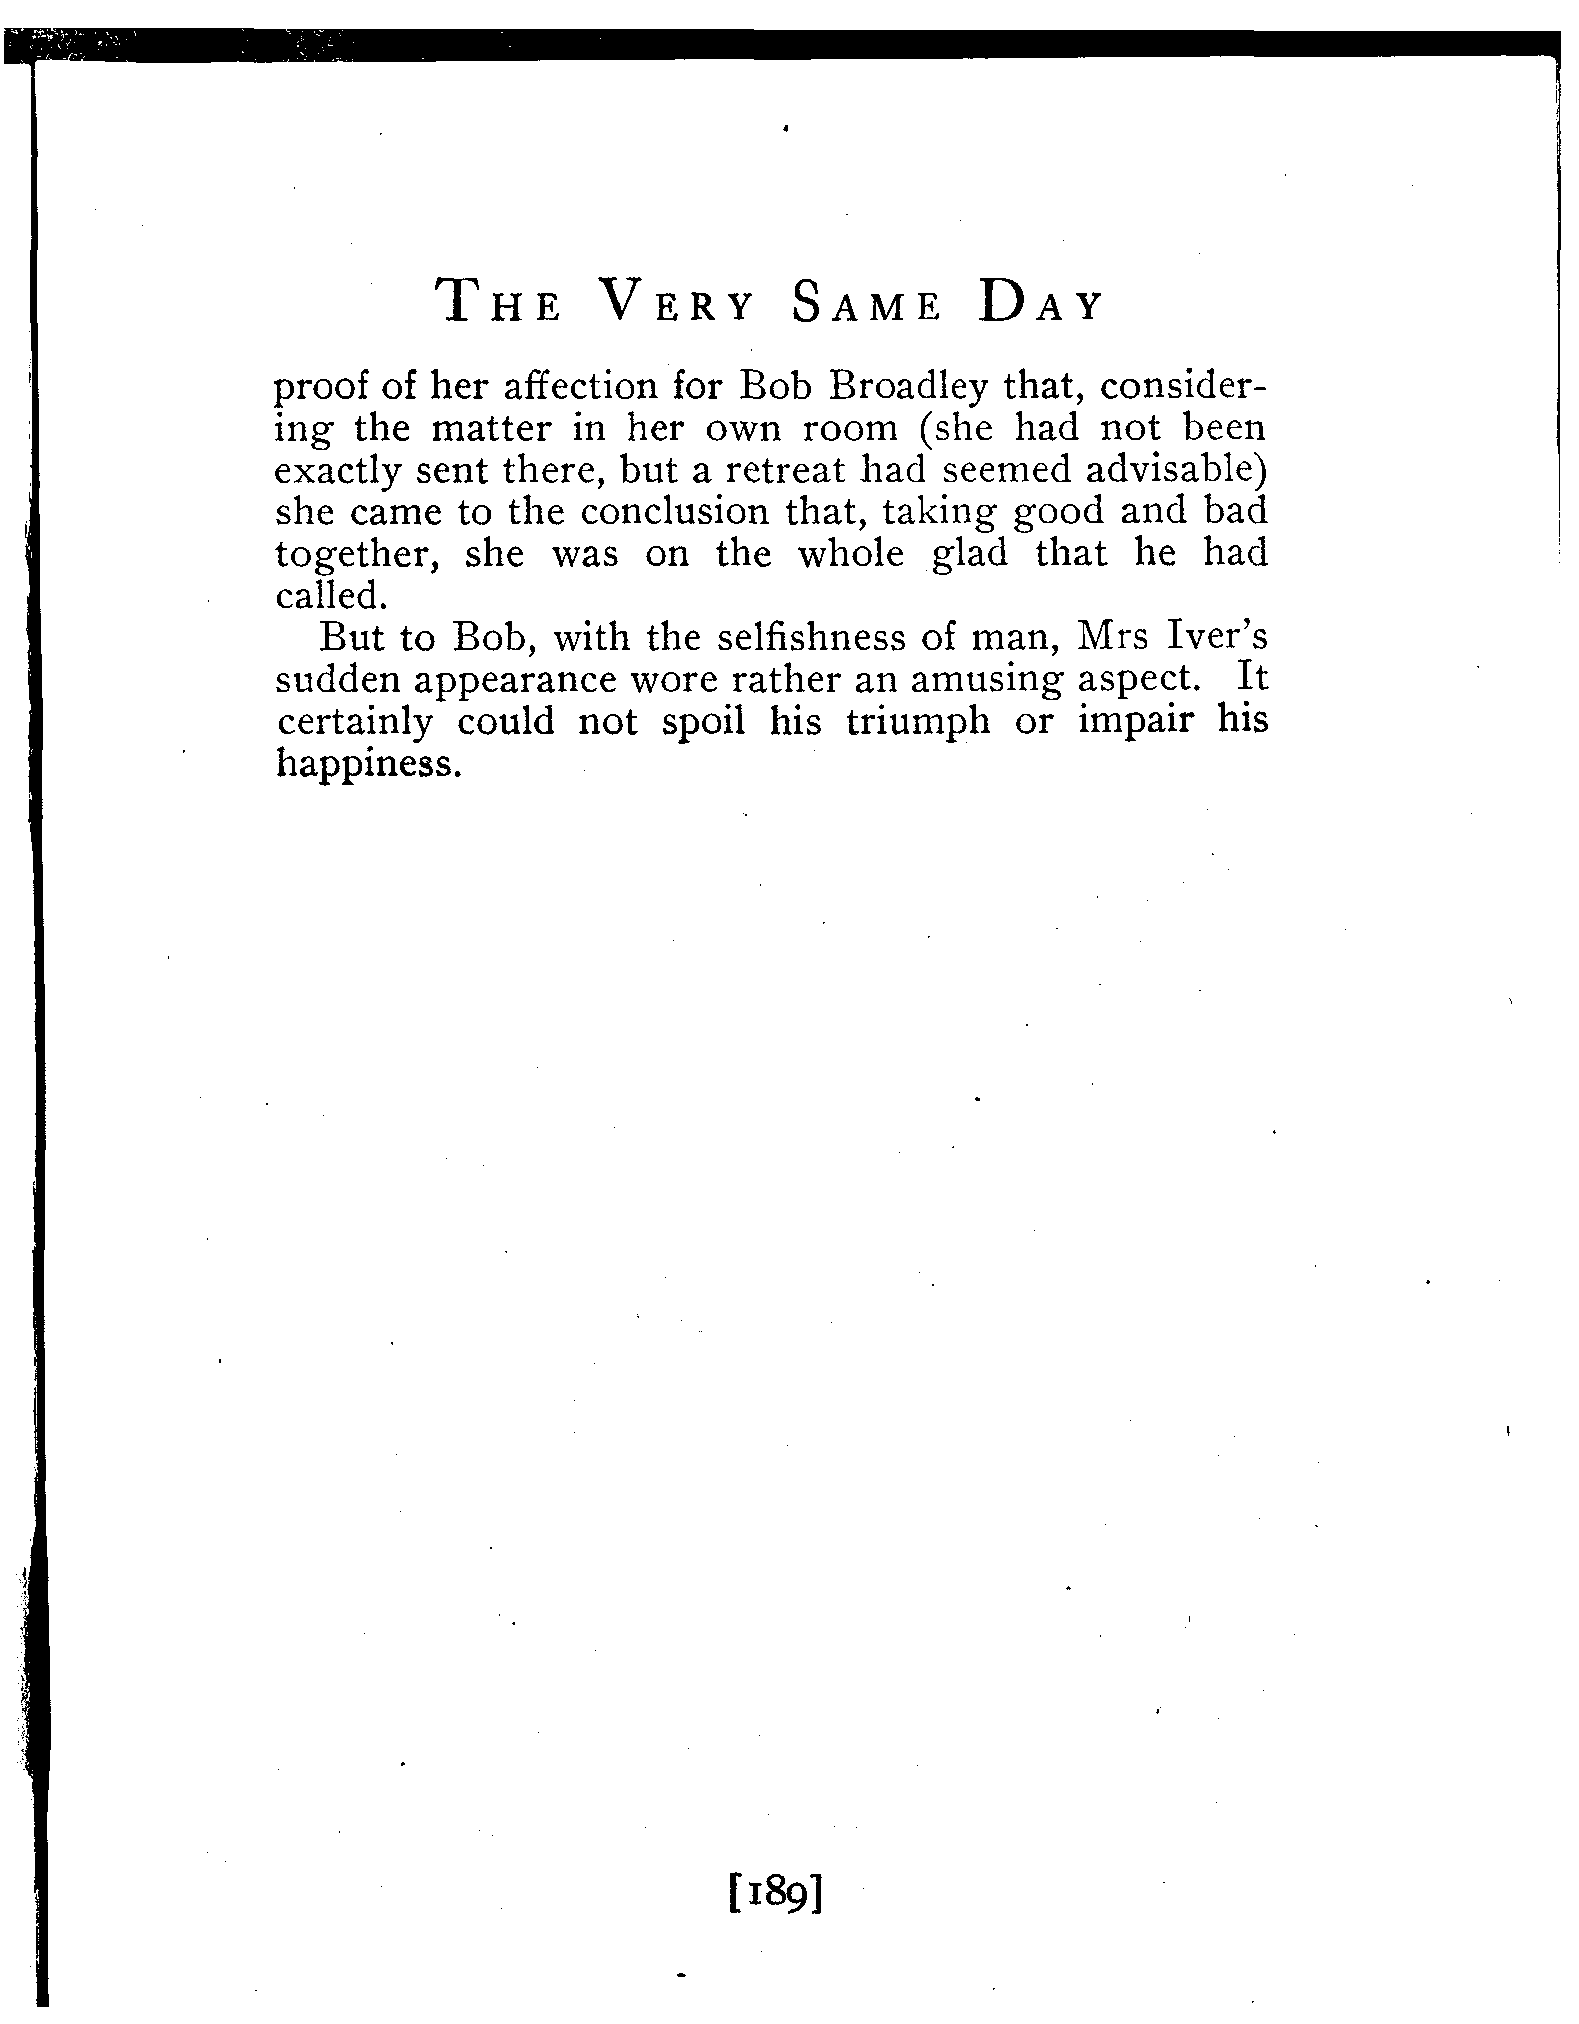 The Very Same Day
proof of her affection for Bob Broadley that, consider-
ing the matter in her own room (she had not been
exactly sent there, but a retreat had seemed advisable)
she came to the conclusion that, taking good and bad
together, she was on the whole glad that he had
called.
But to Bob, with the selfishness of man, Mrs Iver's
sudden appearance wore rather an amusing aspect. It
certainly could not spoil his triumph or impair his
happiness.
[189]